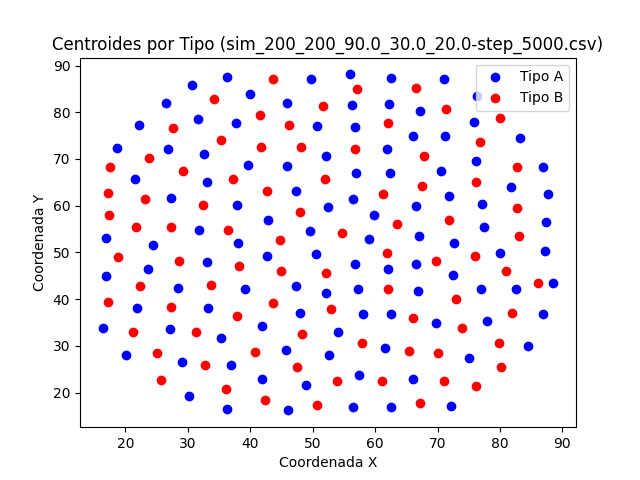 Centroides por Tipo (sim_200_200_90.0_30.0_20.0-step_5000.csv)
Tipo A
Tipo B
90
80
70
60
50
40
30
20
Coordenada Y
20 30 40 50 60 70 80 90
Coordenada X